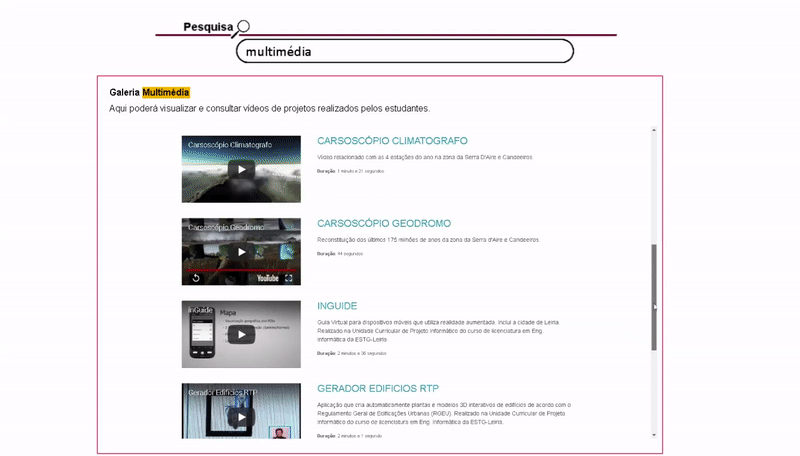 Pesquisa
multimédia
Galeria Multimédia
Aqui poderá visualizar e consultar vídeos de projetos realizados pelos estudantes.
Carsoscópio Climatografo
CARSOSCÓPIO CLIMATOGRAFO
Vídeo relacionado com as 4 estações do ano na zona da Serra D'Aire e Candeeiros
Duração: 1 minuto e 21 segundos
Carsoscópio Geodromo
YouTube
CARSOSCÓPIO GEODROMO
Reconstituição dos últimos 175 milhões de anos da zona da Serra d'Aire e Candeeiros
Duração: 44 segundos
InGuide
Mapa
INGUIDE
Guia Virtual para dispositivos móveis que utiliza realidade aumentada. Inclui a cidade de Leiria.
Realizado na Unidade Curricular de Projeto Informático do curso de licenciatura em Eng.
Informática da ESTG-Leiria.
Duração: 2 minutos e 38 segundos
Gerador Edificios RTP
GERADOR EDIFICIOS RTP
Aplicação que cria automaticamente plantas e modelos 3D interativos de edifícios de acordo com o
Regulamento Geral de Edificações Urbanas (RGEU). Realizado na Unidade Curricular de Projeto
Informático do curso de licenciatura em Eng. Informática da ESTG-Leiria.
Duração: 2 minutos e 1 segundo